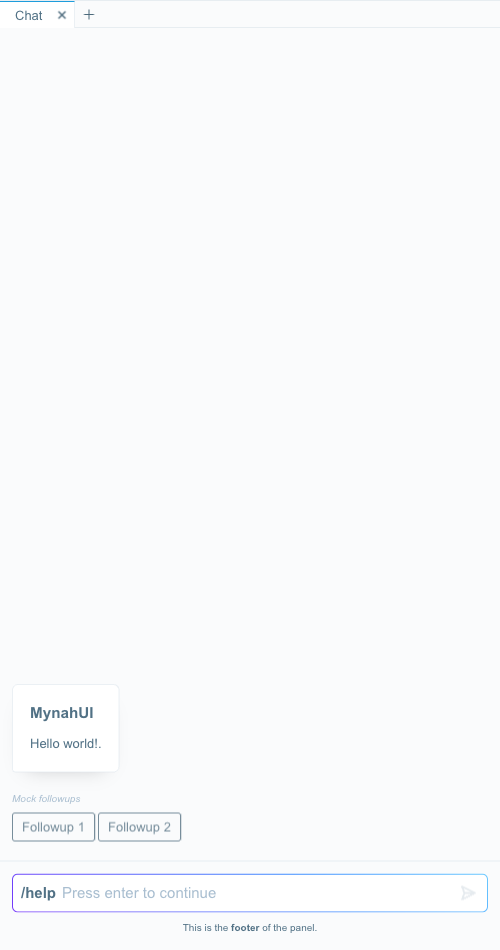 Chat
MynahUI
Hello world!.
Mock followups
Followup 1 Followup 2
/help Press enter to continue
This is the footer of the panel.